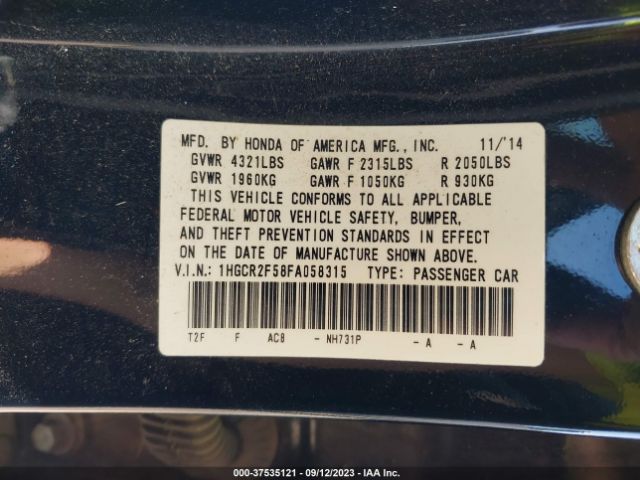 MFD. BY HONDA OF AMERICA MFG., INC. 11/'14
GVWR 4321LBS GAWR F 2315LBS R 2050LBS
GVWR 1960KG GAWR F 1050KG R 930KG
THIS VEHICLE CONFORMS TO ALL APPLICABLE
FEDERAL MOTOR VEHICLE SAFETY, BUMPER,
AND THEFT PREVENTION STANDARDS IN EFFECT
ON THE DATE OF MANUFACTURE SHOWN ABOVE.
V.I.N.: 1HGCR2F58FA058315 TYPE: PASSENGER CAR
T2F F AC8 - NH731P - A - A
000-37535121 - 09/12/2023 - IAA Inc.